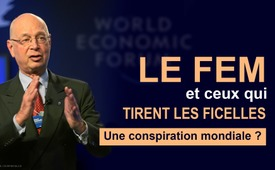 WORLD
ECONOMIC
FORUM
LE FEM
et ceux qui
TIRENT LES FICELLES
Une conspiration mondiale ?